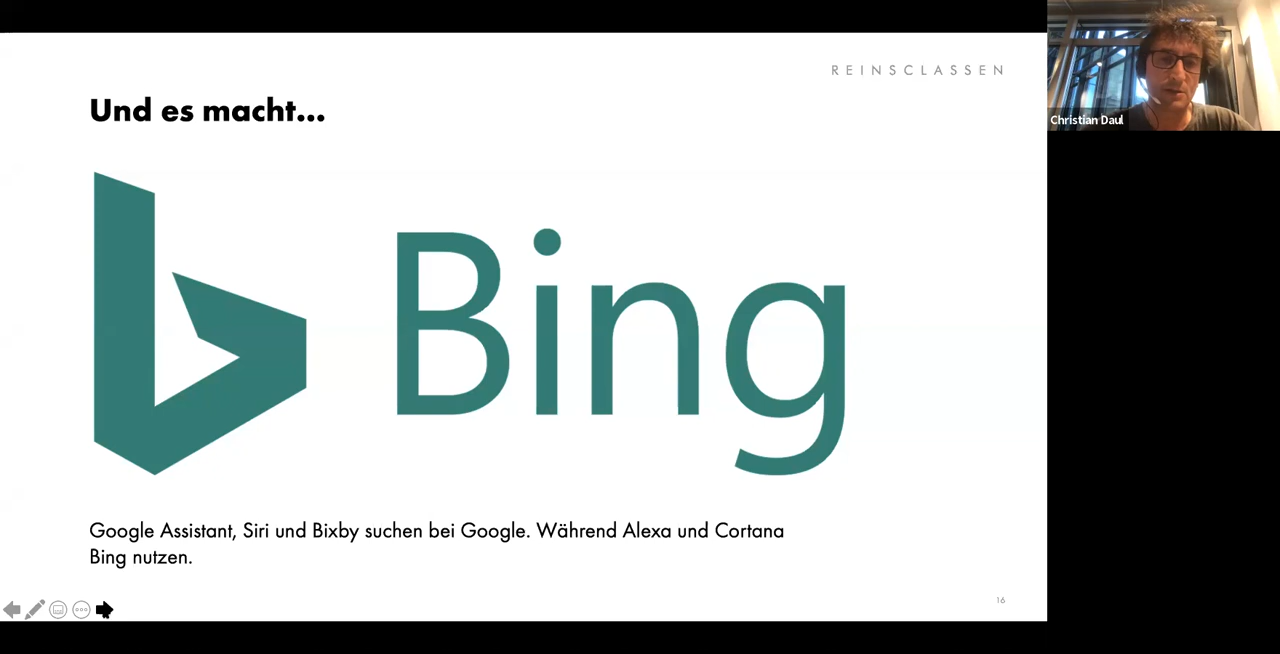 REINSCLASSEN
Und es macht...
Bing
Google Assistant, Siri und Bixby suchen bei Google. Während Alexa und Cortana
Bing nutzen.
16
Christian Daul